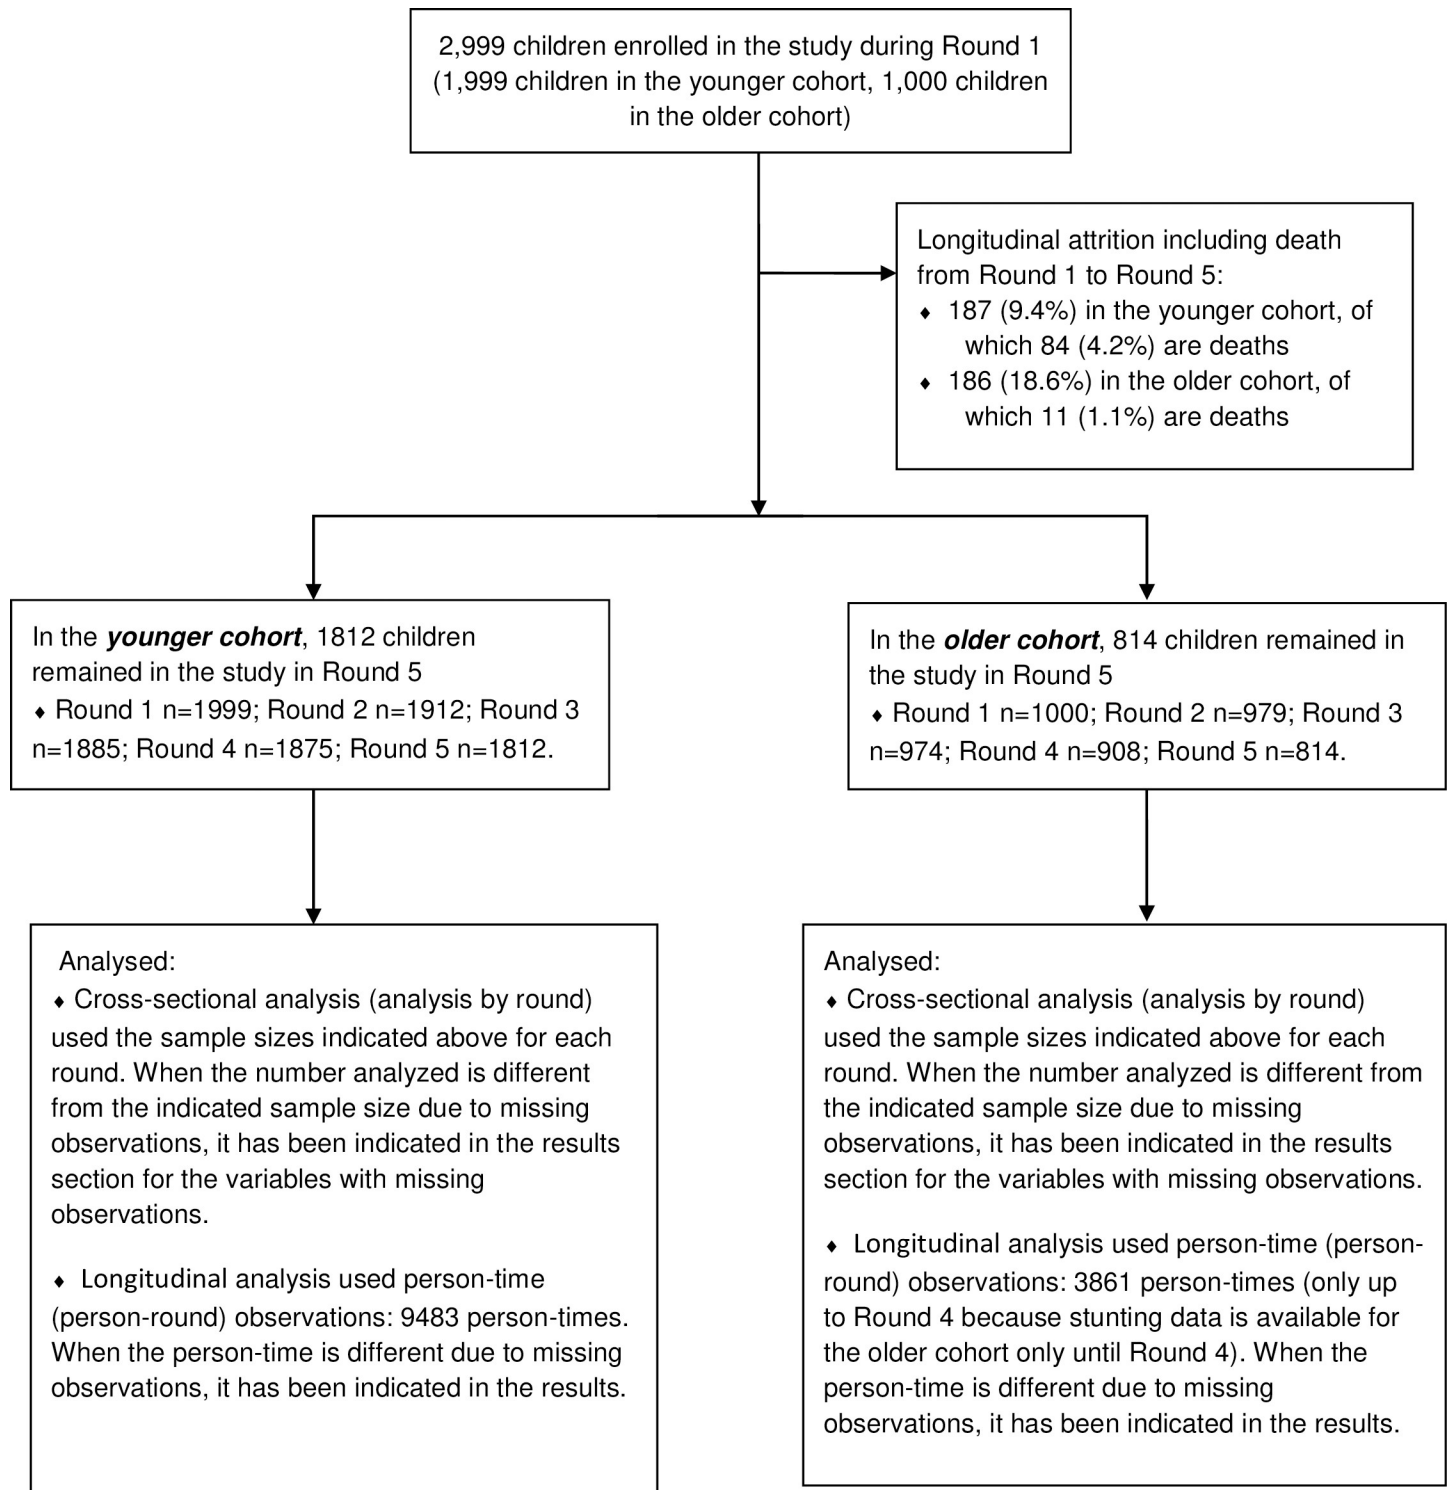 2,999 children enrolled in the study during Round 1
(1,999 children in the younger cohort, 1,000 children
in the older cohort)
Longitudinal attrition including death
from Round 1 to Round 5:
♦ 187 (9.4%) in the younger cohort, of
which 84 (4.2%) are deaths
♦ 186 (18.6%) in the older cohort, of
which 11 (1.1%) are deaths
In the younger cohort, 1812 children
remained in the study in Round 5
♦ Round 1 n=1999; Round 2 n=1912; Round 3
n=1885; Round 4 n=1875; Round 5 n=1812.
In the older cohort, 814 children remained in
the study in Round 5
♦ Round 1 n=1000; Round 2 n=979; Round 3
n=974; Round 4 n=908; Round 5 n=814.
Analysed:
♦ Cross-sectional analysis (analysis by round)
used the sample sizes indicated above for each
round. When the number analyzed is different
from the indicated sample size due to missing
observations, it has been indicated in the results
section for the variables with missing
observations.
♦ Longitudinal analysis used person-time
(person-round) observations: 9483 person-times.
When the person-time is different due to missing
observations, it has been indicated in the results.
Analysed:
♦ Cross-sectional analysis (analysis by round)
used the sample sizes indicated above for each
round. When the number analyzed is different from
the indicated sample size due to missing
observations, it has been indicated in the results
section for the variables with missing observations.
♦ Longitudinal analysis used person-time (person-
round) observations: 3861 person-times (only up
to Round 4 because stunting data is available for
the older cohort only until Round 4). When the
person-time is different due to missing
observations, it has been indicated in the results.